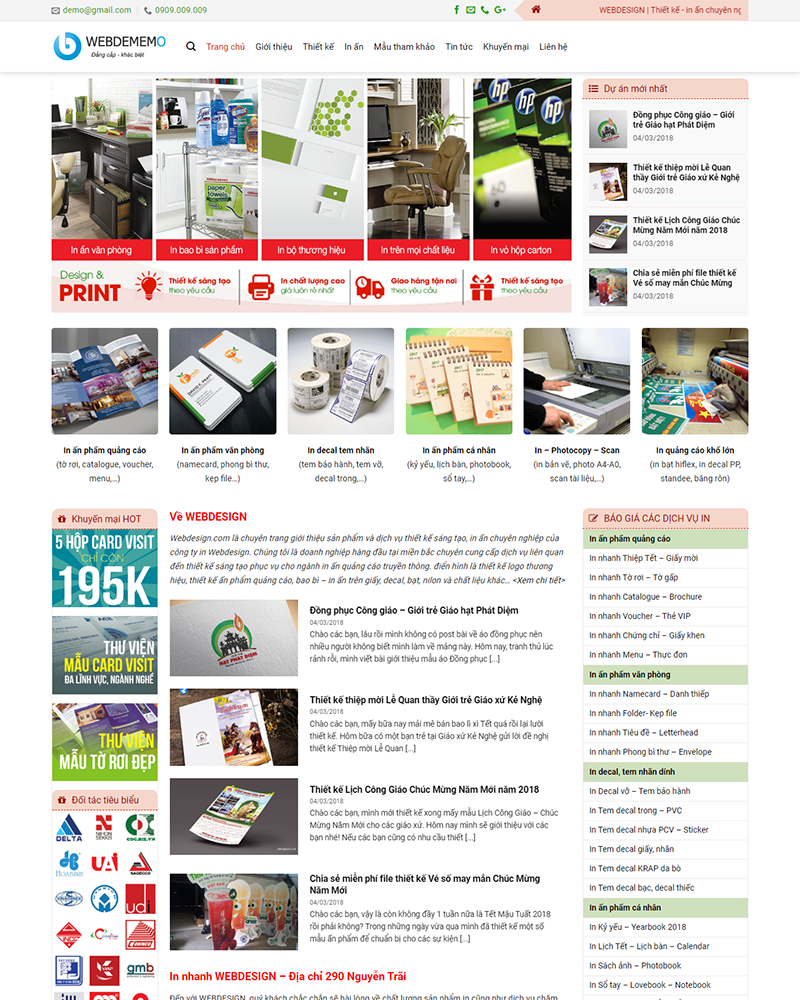 demo@gmail.com
0909.009.009
WEBDESIGN | Thiết kế - in ấn chuyên
WEBDEMEMO
Đẳng cấp - khác biệt
Trang chủ
Giới thiệu
Thiết kế
In ấn
Mẫu tham khảo
Tin tức
Khuyến mại
Liên hệ
In ấn văn phòng
In bao bì sản phẩm
In bộ thương hiệu
In trên mọi chất liệu
In vỏ hộp carton
Design &
PRINT
Thiết kế sáng tạo
theo yêu cầu
In chất lượng cao
giá luôn rẻ nhất
Giao hàng tận nơi
theo yêu cầu
Thiết kế sáng tạo
theo yêu cầu
Dự án mới nhất
Đồng phục Công giáo – Giới
trẻ Giáo hạt Phát Diệm
04/03/2018
Thiết kế thiệp mời Lễ Quan
thầy Giới trẻ Giáo xứ Kẻ Nghệ
04/03/2018
Thiết kế Lịch Công Giáo Chúc
Mừng Năm Mới năm 2018
04/03/2018
Chia sẻ miễn phí file thiết kế
Vé số may mắn Chúc Mừng
04/03/2018
In ấn phẩm quảng cáo
(tờ rơi, catalogue, voucher,
menu,...)
In ấn phẩm văn phòng
(namecard, phong bì thư,
kẹp file...)
In decal tem nhãn
(tem bảo hành, tem vỡ,
decal trong,...)
In ấn phẩm cá nhân
(kỷ yếu, lịch bàn, photobook,
sổ tay,...)
In – Photocopy – Scan
(in bản vẽ, photo A4-A0,
scan tài liệu,...)
In quảng cáo khổ lớn
(in bạt hiflex, in decal PP,
standee, băng rôn)
Khuyến mại HOT
5 HỘP CARD VISIT
CHỈ CÒN
195K
THƯ VIỆN
MẪU CARD VISIT
ĐA LĨNH VỰC, NGÀNH NGHỀ
THƯ VIỆN
MẪU TỜ RƠI ĐẸP
Đối tác tiêu biểu
DELTA
UAi
udi
gmb
Về WEBDESIGN
Webdesign.com là chuyên trang giới thiệu sản phẩm và dịch vụ thiết kế sáng tạo, in ấn chuyên nghiệp của
công ty in Webdesign. Chúng tôi là doanh nghiệp hàng đầu tại miền bắc chuyên cung cấp dịch vụ liên quan
đến thiết kế sáng tạo phục vụ cho ngành in ấn quảng cáo truyền thông. điển hình là thiết kế logo thương
hiệu, thiết kế ấn phẩm quảng cáo, bao bì – in ấn trên giấy, decal, bạt, nilon và chất liệu khác... <Xem chi tiết>
HẠT PHÁT DIỆM
Đồng phục Công giáo – Giới trẻ Giáo hạt Phát Diệm
04/03/2018
Chào các bạn, lâu rồi mình không có post bài về áo đồng phục nên
nhiều người không biết mình làm về mảng này. Hôm nay, tranh thủ lúc
rảnh rỗi, mình viết bài giới thiệu mẫu áo Đồng phục [...]
Thiết kế thiệp mời Lễ Quan thầy Giới trẻ Giáo xứ Kẻ Nghệ
04/03/2018
Chào các bạn, mấy bữa nay mải mê bán bao lì xì Tết quá rồi lại lười
thiết kế. Hôm bữa có một bạn trẻ tại Giáo xứ Kẻ Nghệ gửi lời đề nghị
thiết kế Thiệp mời Lễ Quan [...]
Thiết kế Lịch Công Giáo Chúc Mừng Năm Mới năm 2018
04/03/2018
Chào các bạn, mình mới thiết kế xong mấy mẫu Lịch Công Giáo – Chúc
Mừng Năm Mới cho các giáo xứ. Hôm nay mình sẽ giới thiệu với các
bạn nhé! Nếu các bạn cũng có nhu cầu thiết [...]
Chia sẻ miễn phí file thiết kế Vé số may mắn Chúc Mừng
Năm Mới
04/03/2018
Chào các bạn, vậy là còn không đầy 1 tuần nữa là Tết Mậu Tuất 2018
rồi phải không? Trong những ngày vừa qua mình đã thiết kế một số
mẫu ấn phẩm để chuẩn bị cho các sự kiện [...]
In nhanh WEBDESIGN – Địa chỉ 290 Nguyễn Trãi
Đến với WEBDESIGN, quý khách chắc chắn sẽ hài lòng về chất lượng sản phẩm in cũng như dịch vụ chăm
BÁO GIÁ CÁC DỊCH VỤ IN
In ấn phẩm quảng cáo
In nhanh Thiệp Tết – Giấy mời
In nhanh Tờ rơi – Tờ gấp
In nhanh Catalogue – Brochure
In nhanh Voucher – Thẻ VIP
In nhanh Chứng chỉ – Giấy khen
In nhanh Menu – Thực đơn
In ấn phẩm văn phòng
In nhanh Namecard – Danh thiếp
In nhanh Folder- Kẹp file
In nhanh Tiêu đề – Letterhead
In nhanh Phong bì thư – Envelope
In decal, tem nhãn dính
In Decal vỡ – Tem bảo hành
In Tem decal trong – PVC
In Tem decal nhựa PCV – Sticker
In Tem decal giấy, nhãn
In Tem decal KRAP da bò
In Tem decal bạc, decal thiếc
In ấn phẩm cá nhân
In Kỷ yếu – Yearbook 2018
In Lịch Tết – Lịch bàn – Calendar
In Sách ảnh – Photobook
In Sổ tay – Lovebook – Notebook